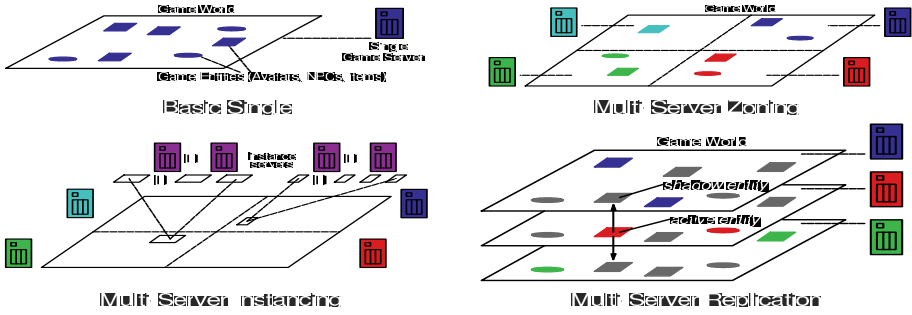 Game World
Single
Game Server
Game Entities (Avatars, NPCs, Items)
Basic Single
Game World
Multi-Server Zoning
instance
servers
Multi-Server Instancing
Game World
shadow entity
active entity
Multi-Server Replication